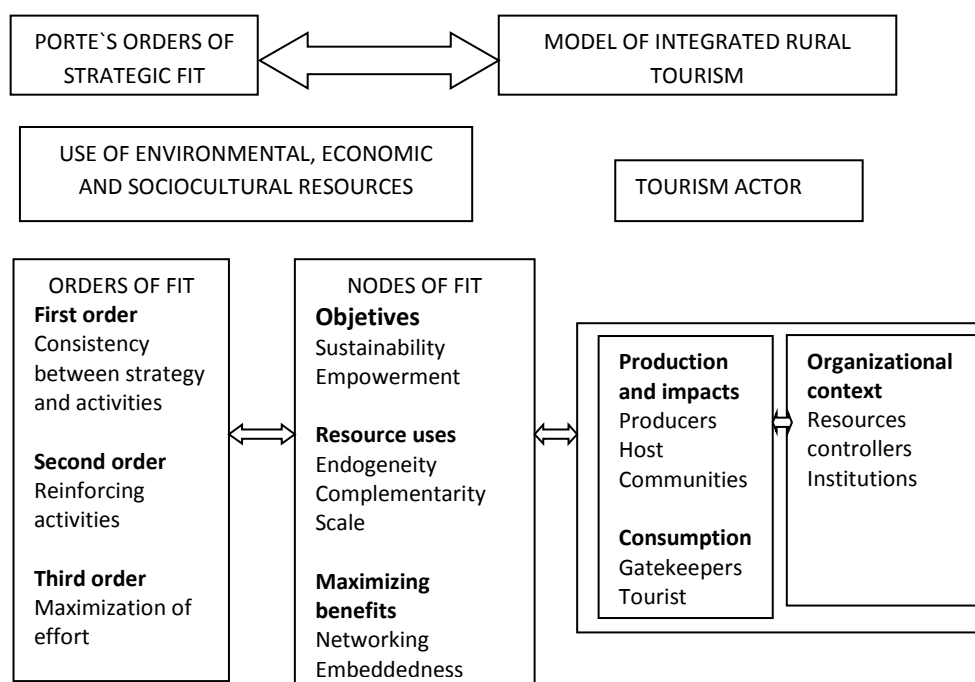 PORTE`S ORDERS OF
STRATEGIC FIT
MODEL OF INTEGRATED RURAL
TOURISM
USE OF ENVIRONMENTAL, ECONOMIC
AND SOCIOCULTURAL RESOURCES
TOURISM ACTOR
ORDERS OF FIT
First order
Consistency
between strategy
and activities
Second order
Reinforcing
activities
Third order
Maximization of
effort
NODES OF FIT
Objetives
Sustainability
Empowerment
Resource uses
Endogeneity
Complementarity
Scale
Maximizing
benefits
Networking
Embeddedness
Production
and impacts
Producers
Host
Communities
Consumption
Gatekeepers
Tourist
Organizational
context
Resources
controllers
Institutions